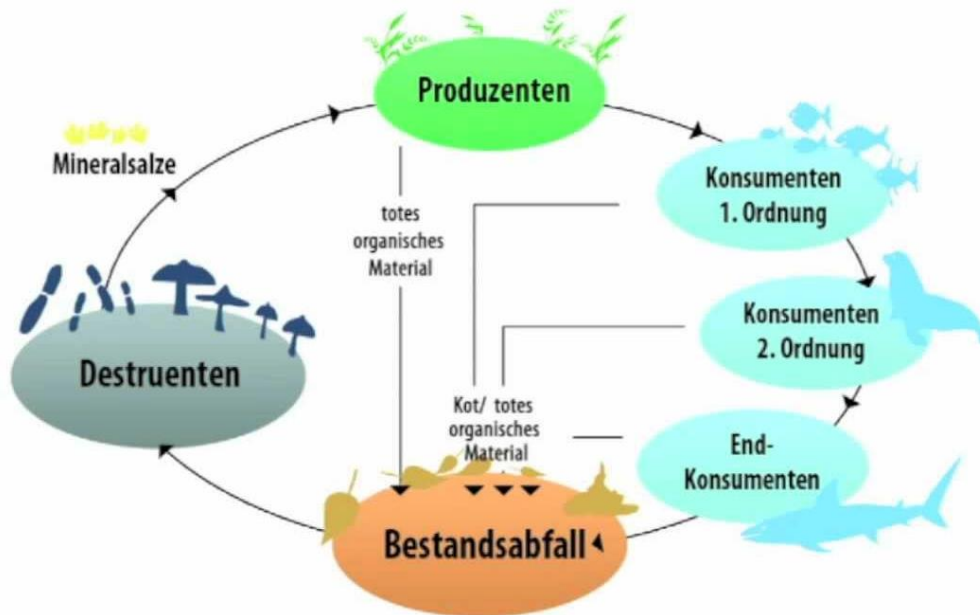 Produzenten
Mineralsalze
Konsumenten
1. Ordnung
totes
organisches
Material
Konsumenten
2. Ordnung
Destruenten
Kot/ totes
organisches
Material
End-
Konsumenten
Bestandsabfall